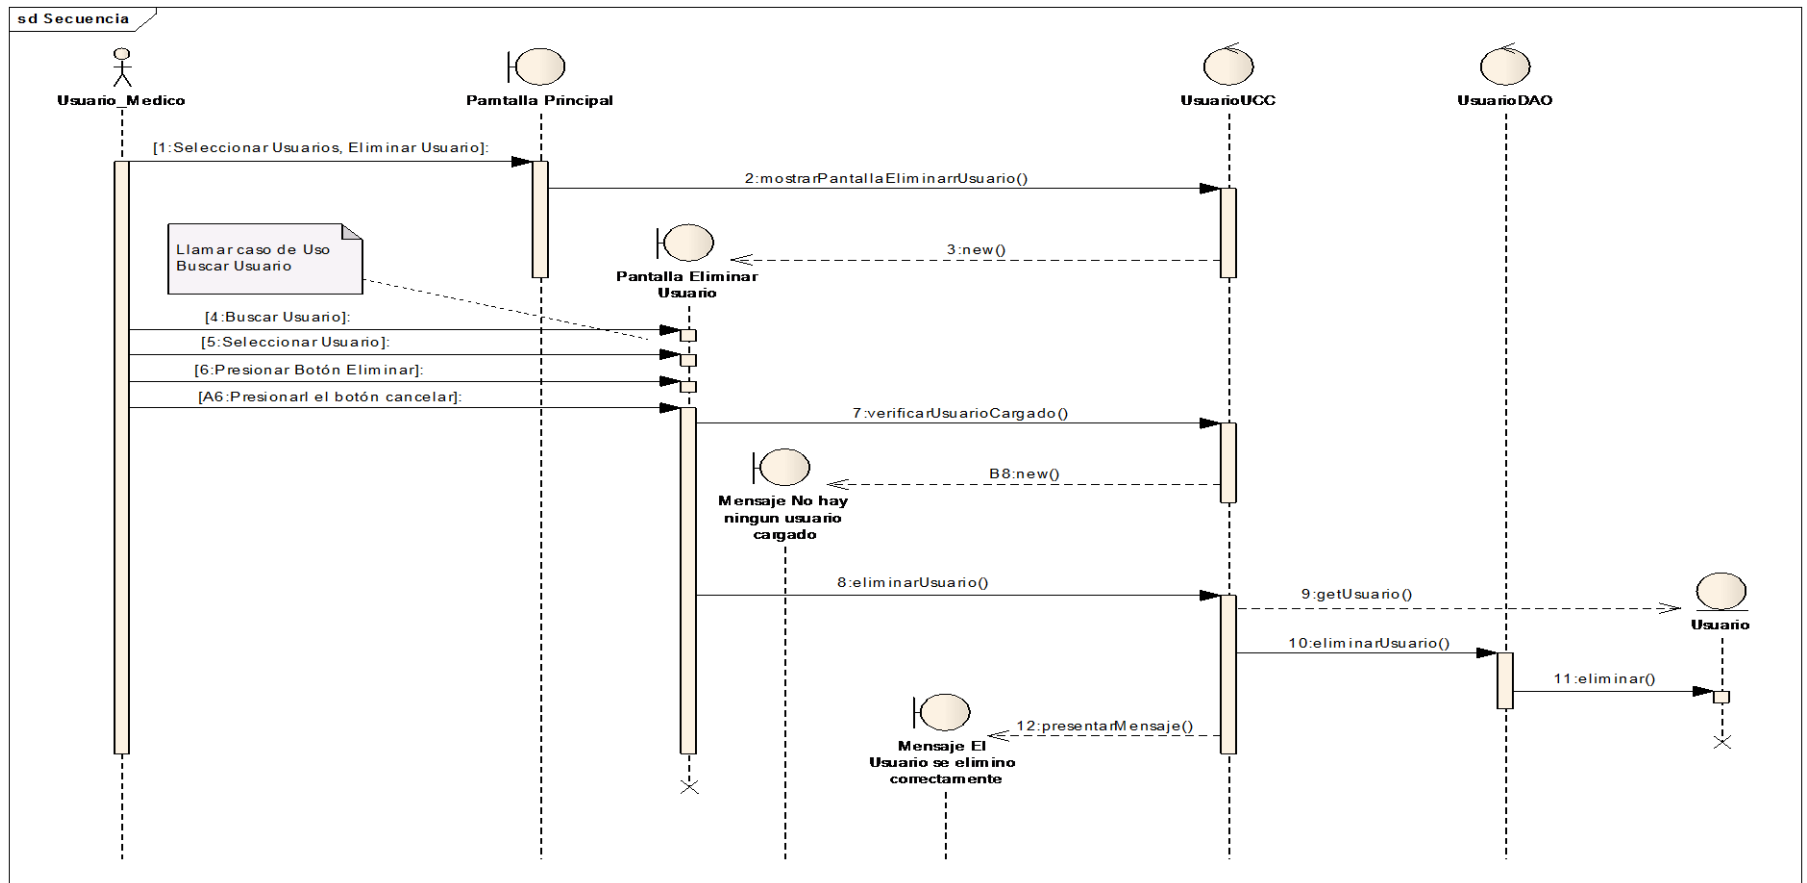 sd Secuencia
Usuario_Medico
Pamtalla Principal
UsuarioUCC
UsuarioDAO
[1:Seleccionar Usuarios, Eliminar Usuario]:
2:mostrarPantallaEliminarrUsuario()
Llamar caso de Uso
Buscar Usuario
3:new()
Pantalla Eliminar
Usuario
[4:Buscar Usuario]:
[5:Seleccionar Usuario]:
[6:Presionar Botón Eliminar]:
[A6:Presionarl el botón cancelar]:
7:verificarUsuarioCargado()
B8:new()
Mensaje No hay
ningun usuario
cargado
8:eliminarUsuario()
9:getUsuario()
Usuario
10:eliminarUsuario()
11:eliminar()
12:presentarMensaje()
Mensaje El
Usuario se elimino
correctamente